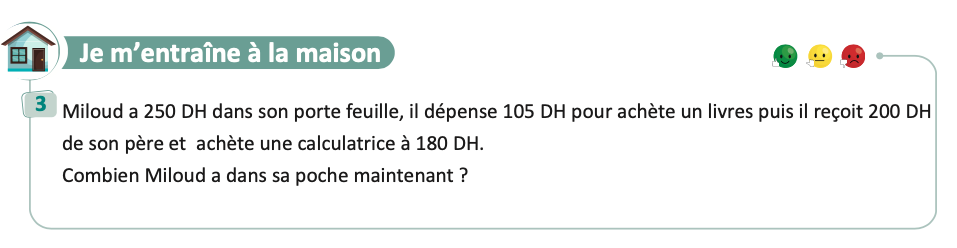 Je m'entraîne à la maison
3
Miloud a 250 DH dans son porte feuille, il dépense 105 DH pour achète un livres puis il reçoit 200 DH
de son père et achète une calculatrice à 180 DH.
Combien Miloud a dans sa poche maintenant ?